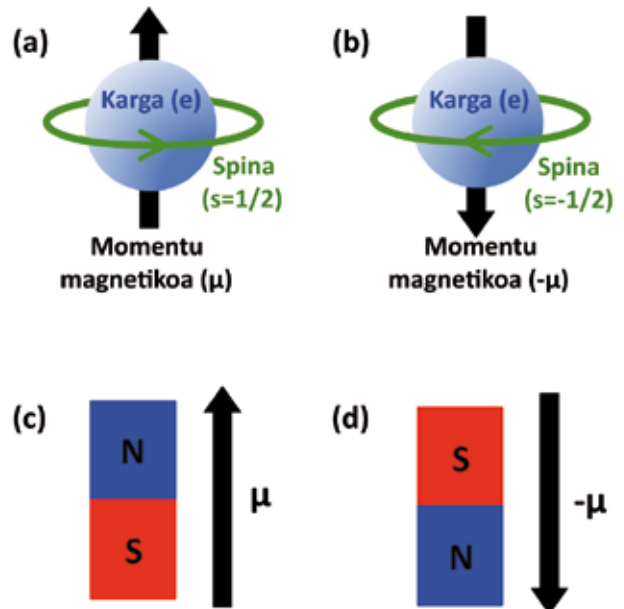 (a)
Karga (e)
Spina
(s=1/2)
Momentu
magnetikoa (μ)
(b)
Karga (e)
Spina
(s=-1/2)
Momentu
magnetikoa (-μ)
(c)
N
S
μ
(d)
S
N
-μ